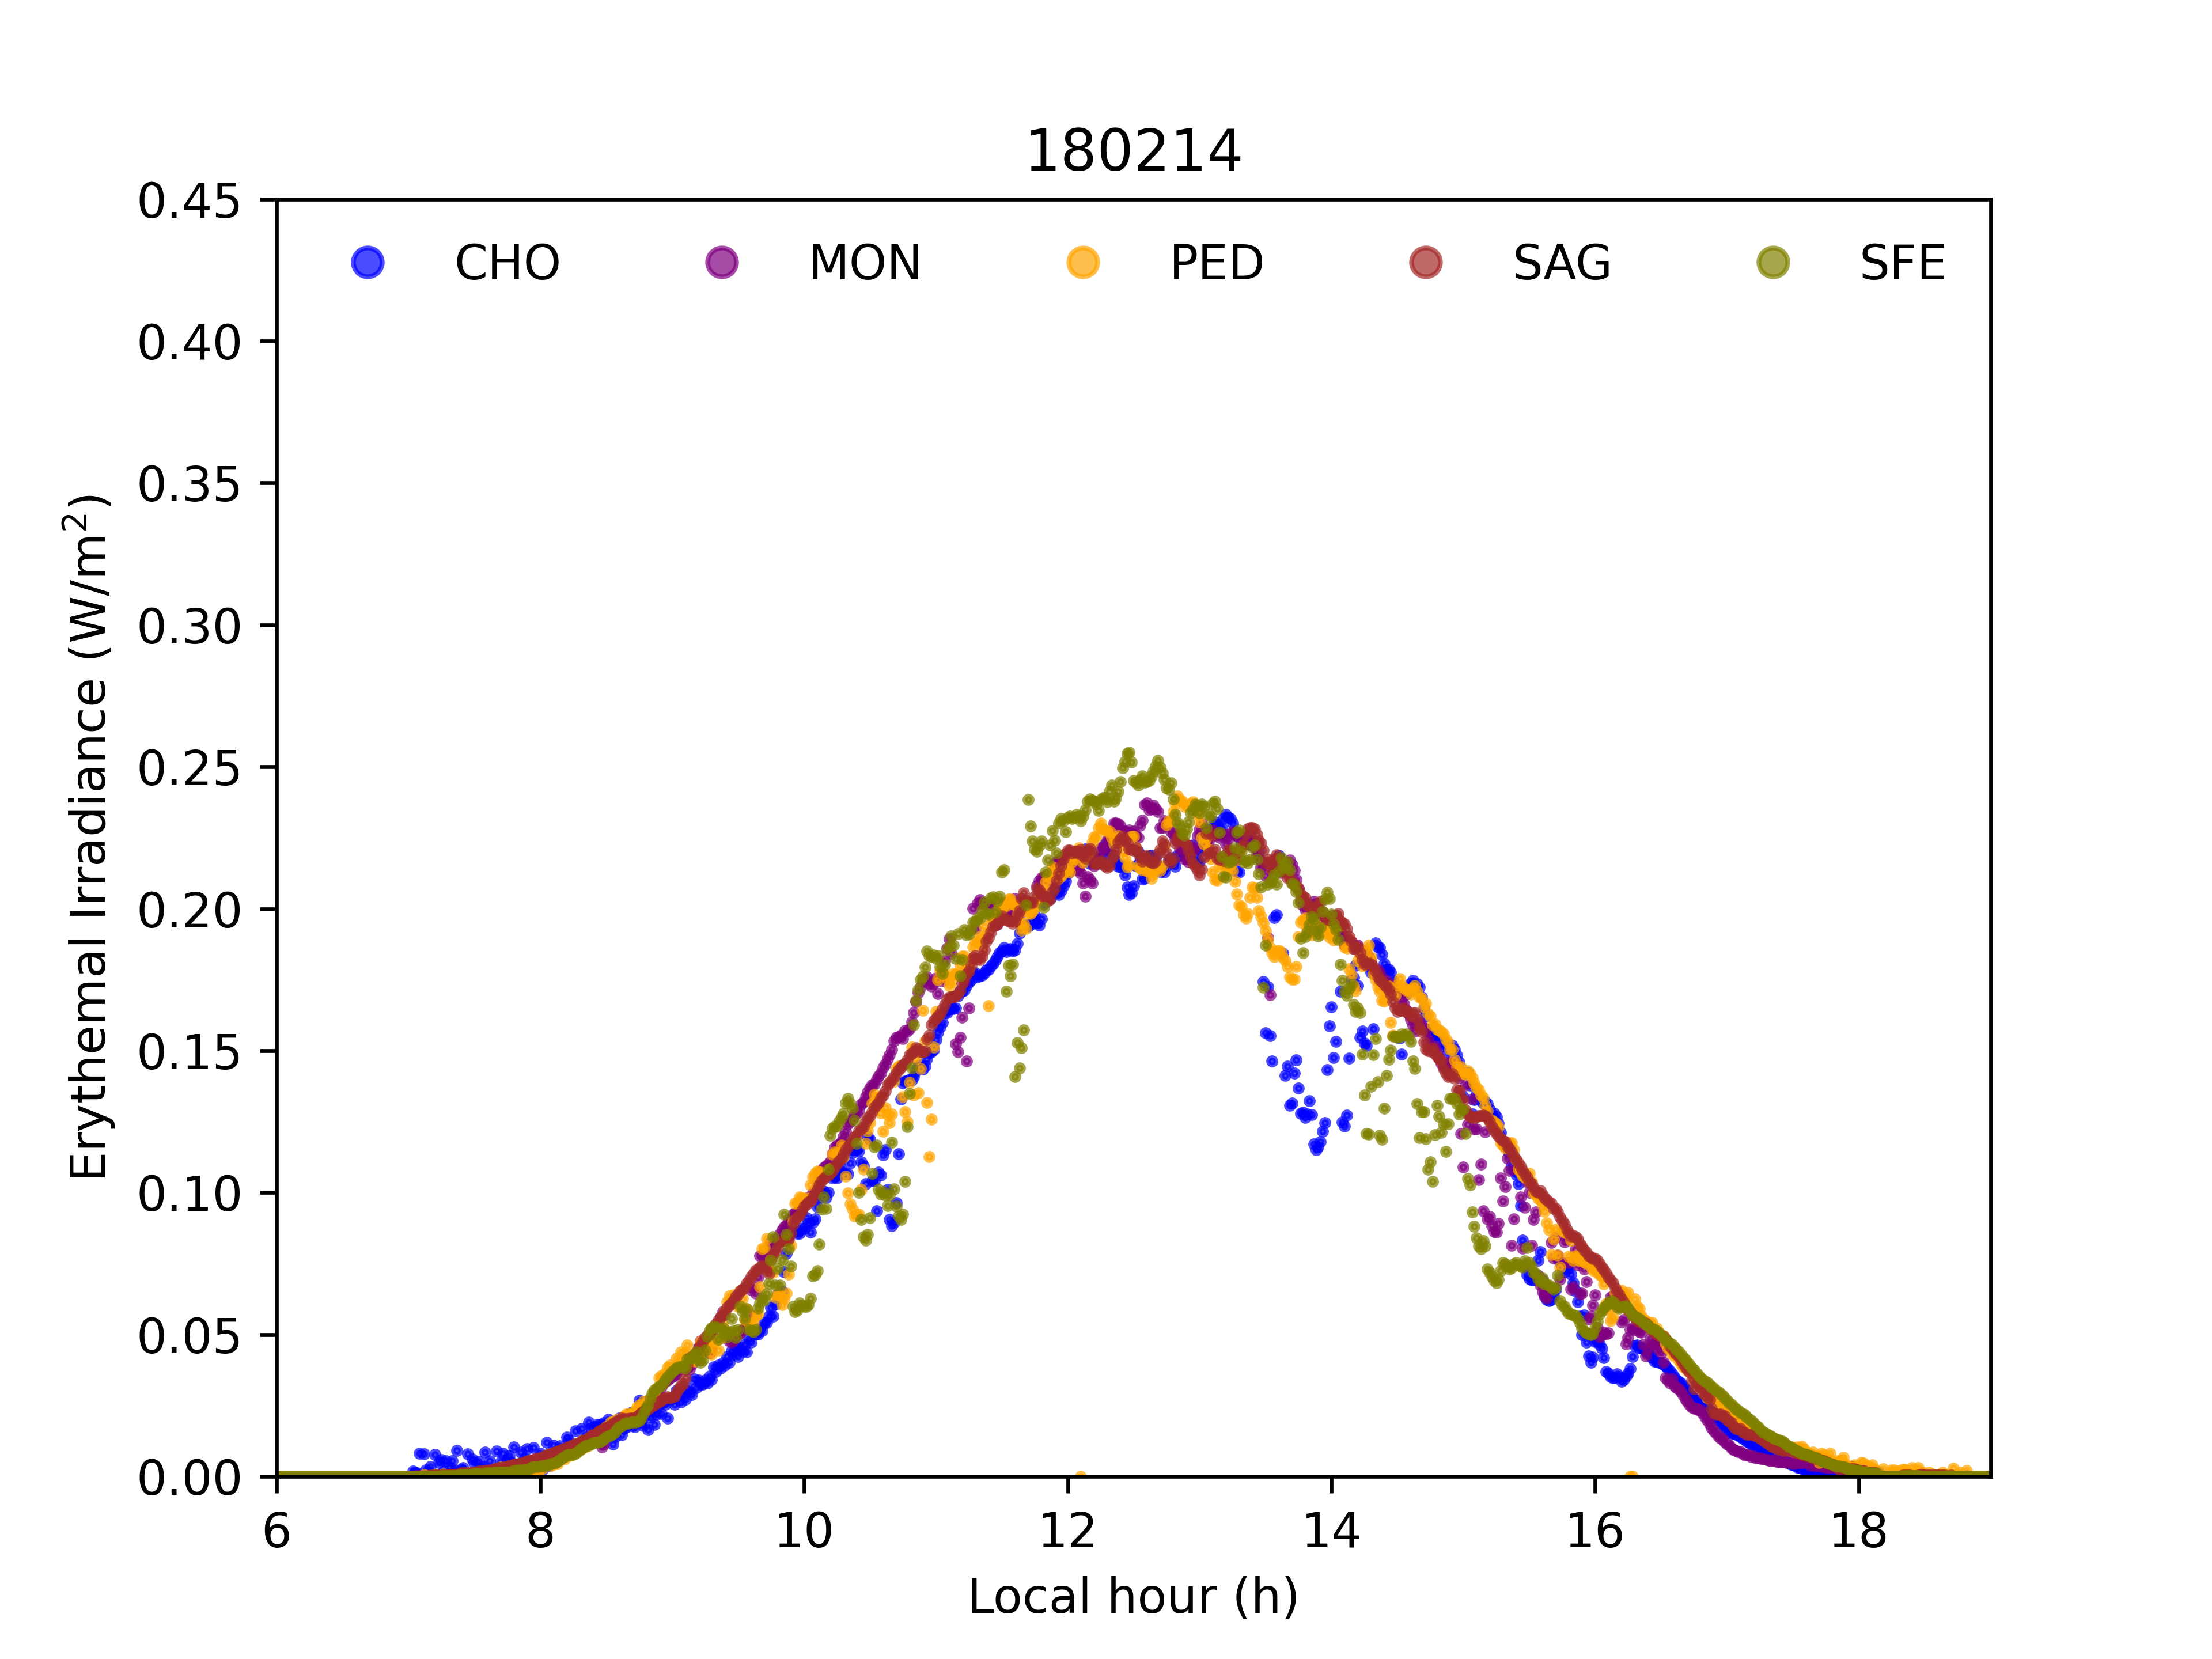 180214
0.45
CHO MON PED SAG SFE
0.40
0.35
0.30
0.25
0.20
0.15
0.10
0.05
0.00
Erythemal Irradiance (W/m²)
6 8 10 12 14 16 18
Local hour (h)